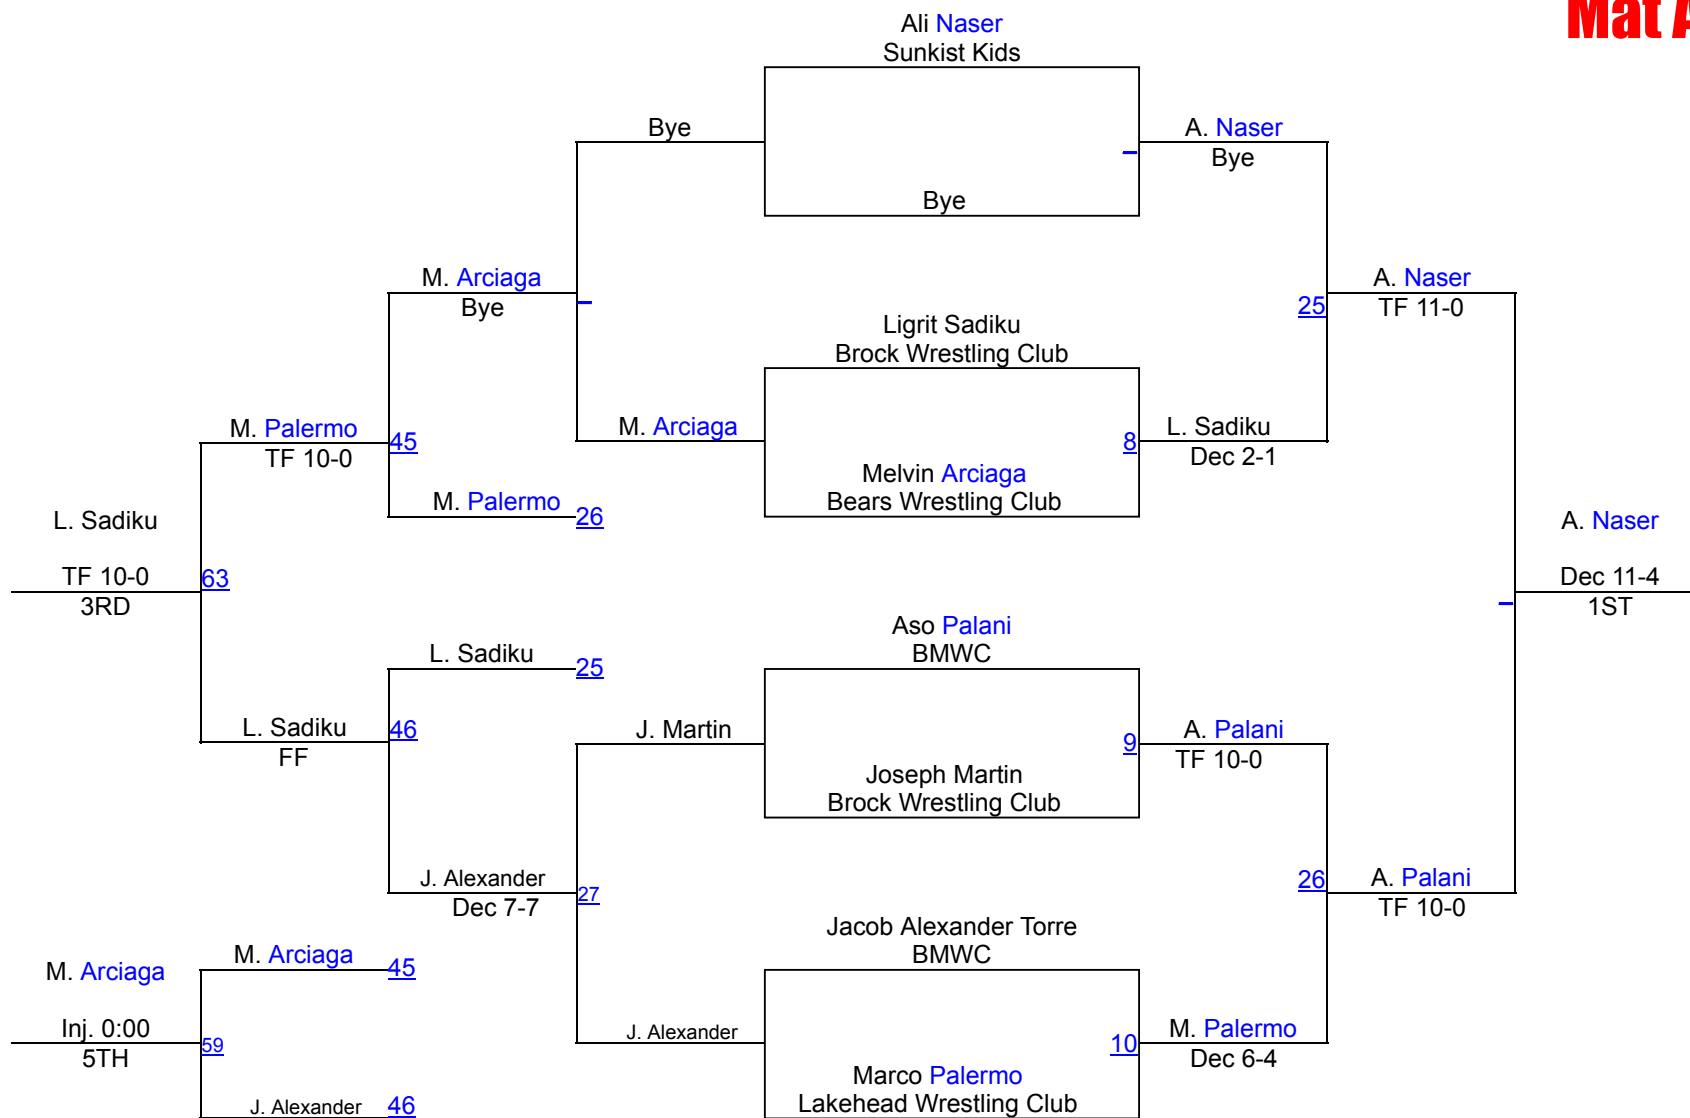 Mat A
Ali Naser
Sunkist Kids
Bye
A. Naser
Bye
Bye
M. Arciaga
Bye
A. Naser
25
TF 11-0
Ligrit Sadiku
Brock Wrestling Club
M. Palermo
45
TF 10-0
M. Arciaga
8
L. Sadiku
Dec 2-1
Melvin Arciaga
Bears Wrestling Club
M. Palermo
26
L. Sadiku
TF 10-0
63
3RD
A. Naser
Dec 11-4
1ST
Aso Palani
BMWC
L. Sadiku
25
L. Sadiku
46
FF
J. Martin
9
A. Palani
TF 10-0
Joseph Martin
Brock Wrestling Club
J. Alexander
27
Dec 7-7
26
A. Palani
TF 10-0
Jacob Alexander Torre
BMWC
M. Arciaga
M. Arciaga
45
Inj. 0:00
59
5TH
J. Alexander
10
M. Palermo
Dec 6-4
Marco Palermo
Lakehead Wrestling Club
J. Alexander
46